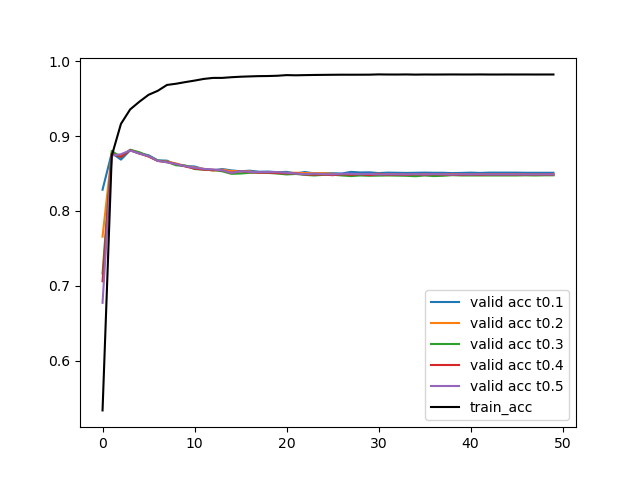 1.0
0.9
0.8
0.7
0.6
0 10 20 30 40 50
valid acc t0.1
valid acc t0.2
valid acc t0.3
valid acc t0.4
valid acc t0.5
train_acc